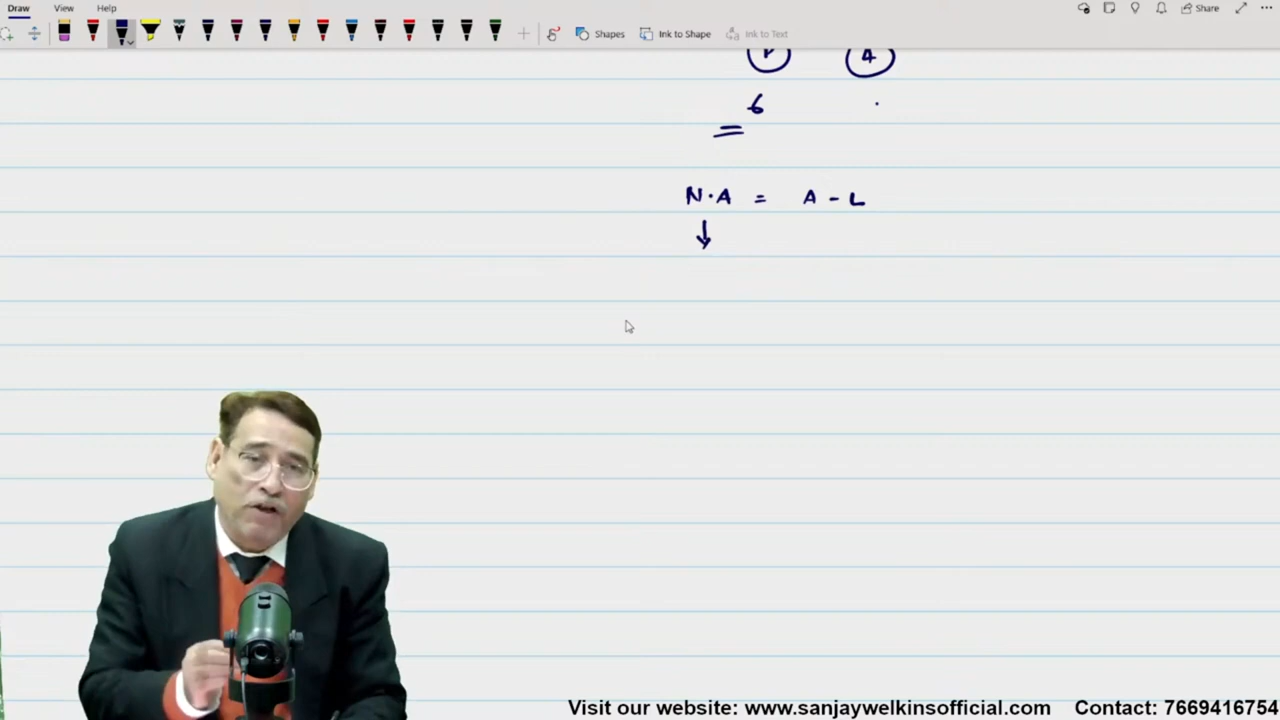 Draw View Help Share
Shapes Ink to Shape Ink to Text
4
6
=
N.A = A - L
↓
Visit our website: www.sanjaywelkinsofficial.com Contact: 7669416754